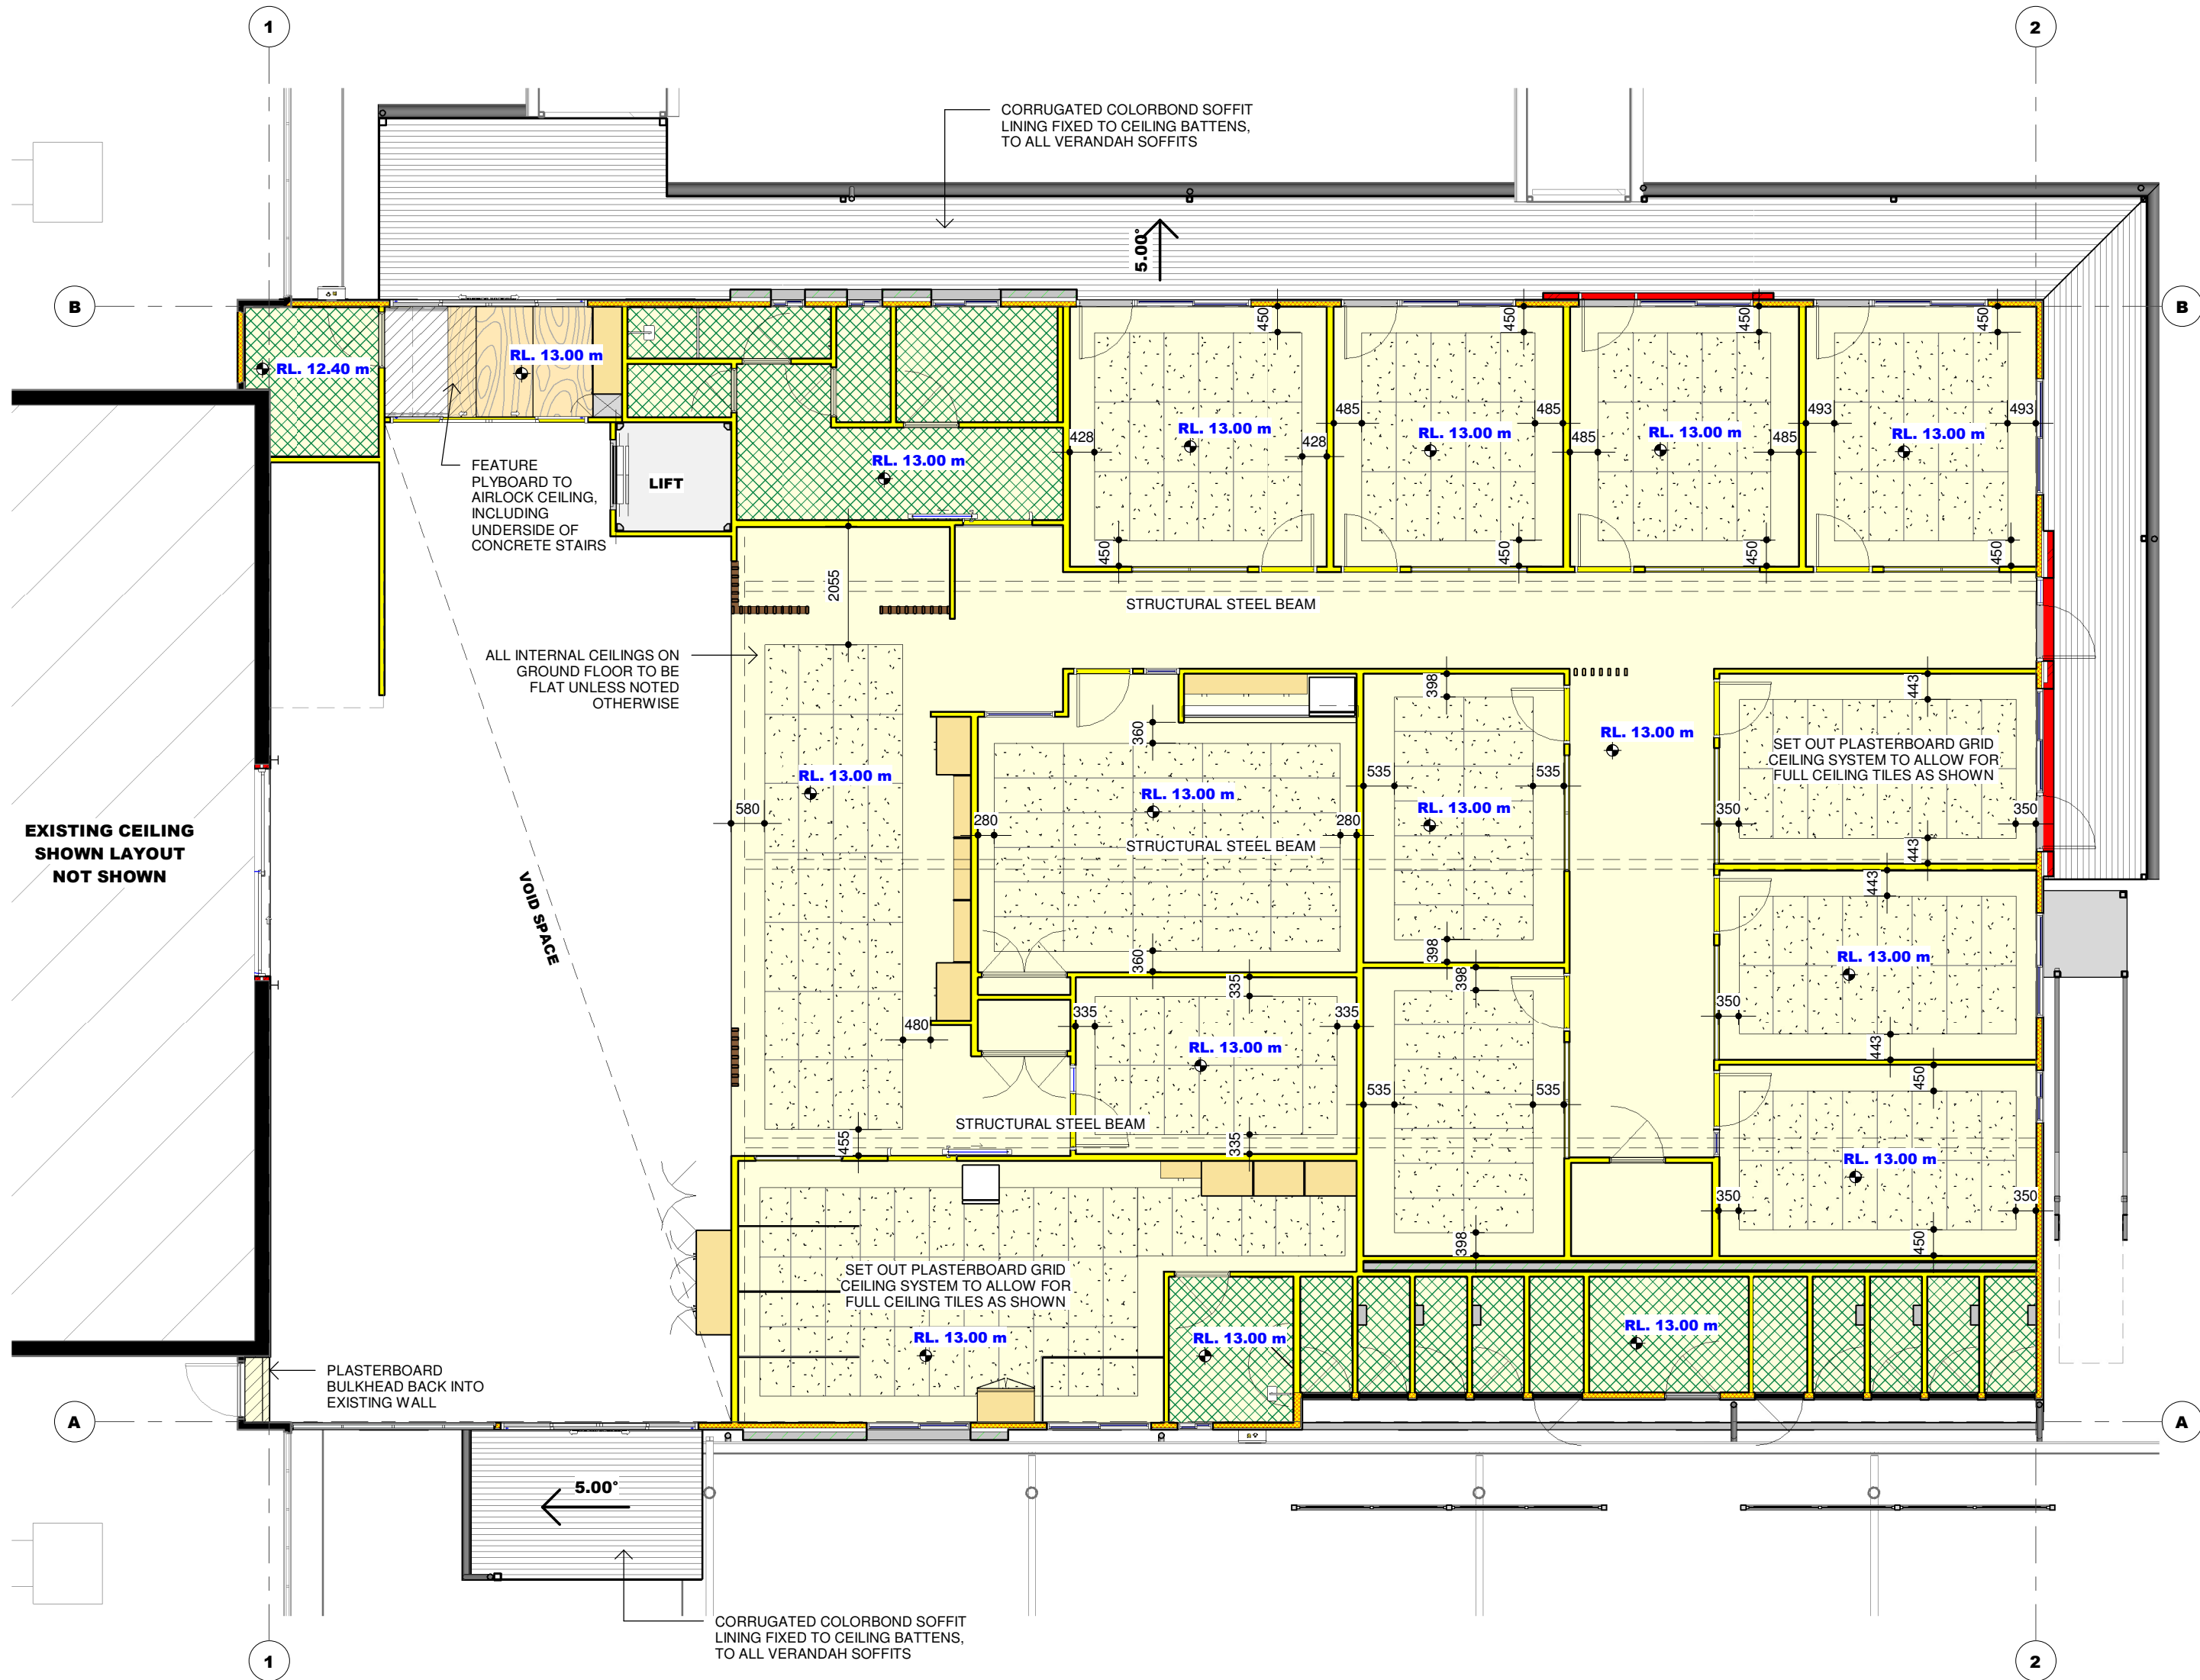 1
2
CORRUGATED COLORBOND SOFFIT
LINING FIXED TO CEILING BATTENS,
TO ALL VERANDAH SOFFITS
5.00°
B
B
RL. 12.40 m
RL. 13.00 m
450
450
450
450
485
485
493
493
428
428
485
485
RL. 13.00 m
RL. 13.00 m
RL. 13.00 m
RL. 13.00 m
RL. 13.00 m
FEATURE
PLYBOARD TO
AIRLOCK CEILING,
INCLUDING
UNDERSIDE OF
CONCRETE STAIRS
LIFT
450
450
450
450
2055
STRUCTURAL STEEL BEAM
ALL INTERNAL CEILINGS ON
GROUND FLOOR TO BE
FLAT UNLESS NOTED
OTHERWISE
398
443
360
RL. 13.00 m
SET OUT PLASTERBOARD GRID
CEILING SYSTEM TO ALLOW FOR
FULL CEILING TILES AS SHOWN
RL. 13.00 m
RL. 13.00 m
535
535
RL. 13.00 m
580
280
280
350
350
EXISTING CEILING
SHOWN LAYOUT
NOT SHOWN
STRUCTURAL STEEL BEAM
443
443
VOID SPACE
398
360
398
RL. 13.00 m
335
335
335
350
480
RL. 13.00 m
443
450
535
535
STRUCTURAL STEEL BEAM
455
335
RL. 13.00 m
350
350
398
450
SET OUT PLASTERBOARD GRID
CEILING SYSTEM TO ALLOW FOR
FULL CEILING TILES AS SHOWN
RL. 13.00 m
RL. 13.00 m
RL. 13.00 m
PLASTERBOARD
BULKHEAD BACK INTO
EXISTING WALL
A
A
5.00°
CORRUGATED COLORBOND SOFFIT
LINING FIXED TO CEILING BATTENS,
TO ALL VERANDAH SOFFITS
1
2